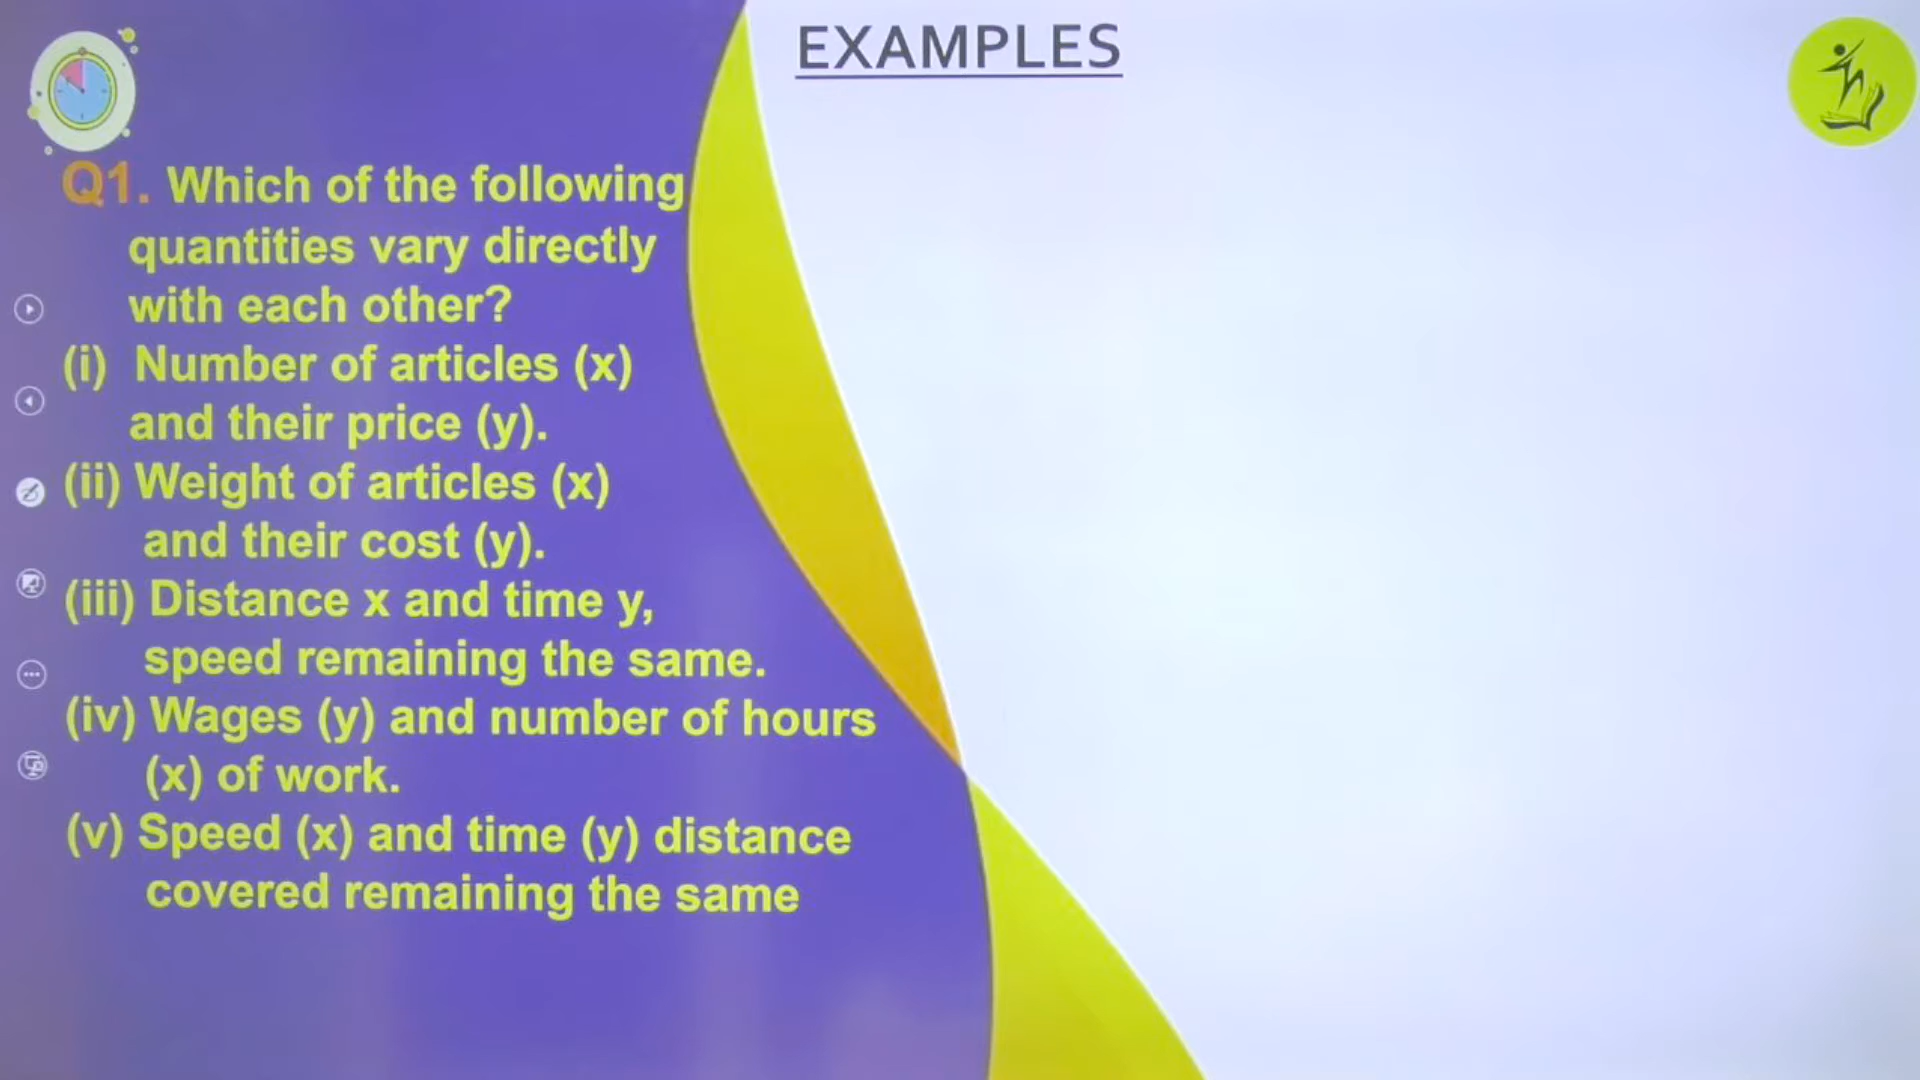 EXAMPLES
Q1. Which of the following
quantities vary directly
with each other?
(i) Number of articles (x)
and their price (y).
(ii) Weight of articles (x)
and their cost (y).
(iii) Distance x and time y,
speed remaining the same.
(iv) Wages (y) and number of hours
(x) of work.
(v) Speed (x) and time (y) distance
covered remaining the same